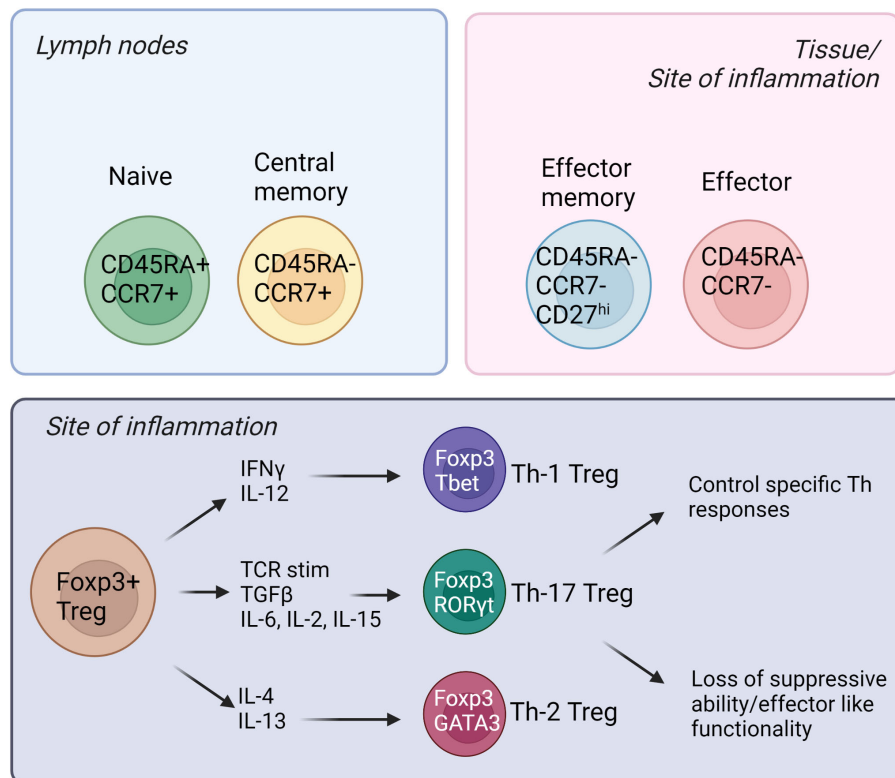 Lymph nodes
Naive
Central
memory
CD45RA+
CCR7+
CD45RA-
CCR7+
Tissue/
Site of inflammation
Effector
memory
Effector
CD45RA-
CCR7-
CD27hi
CD45RA-
CCR7-
Site of inflammation
Foxp3+
Treg
IFNγ
IL-12
Foxp3
Tbet
Th-1 Treg
TCR stim
TGFβ
IL-6, IL-2, IL-15
Foxp3
RORγt
Th-17 Treg
IL-4
IL-13
Foxp3
GATA3
Th-2 Treg
Control specific Th
responses
Loss of suppressive
ability/effector like
functionality